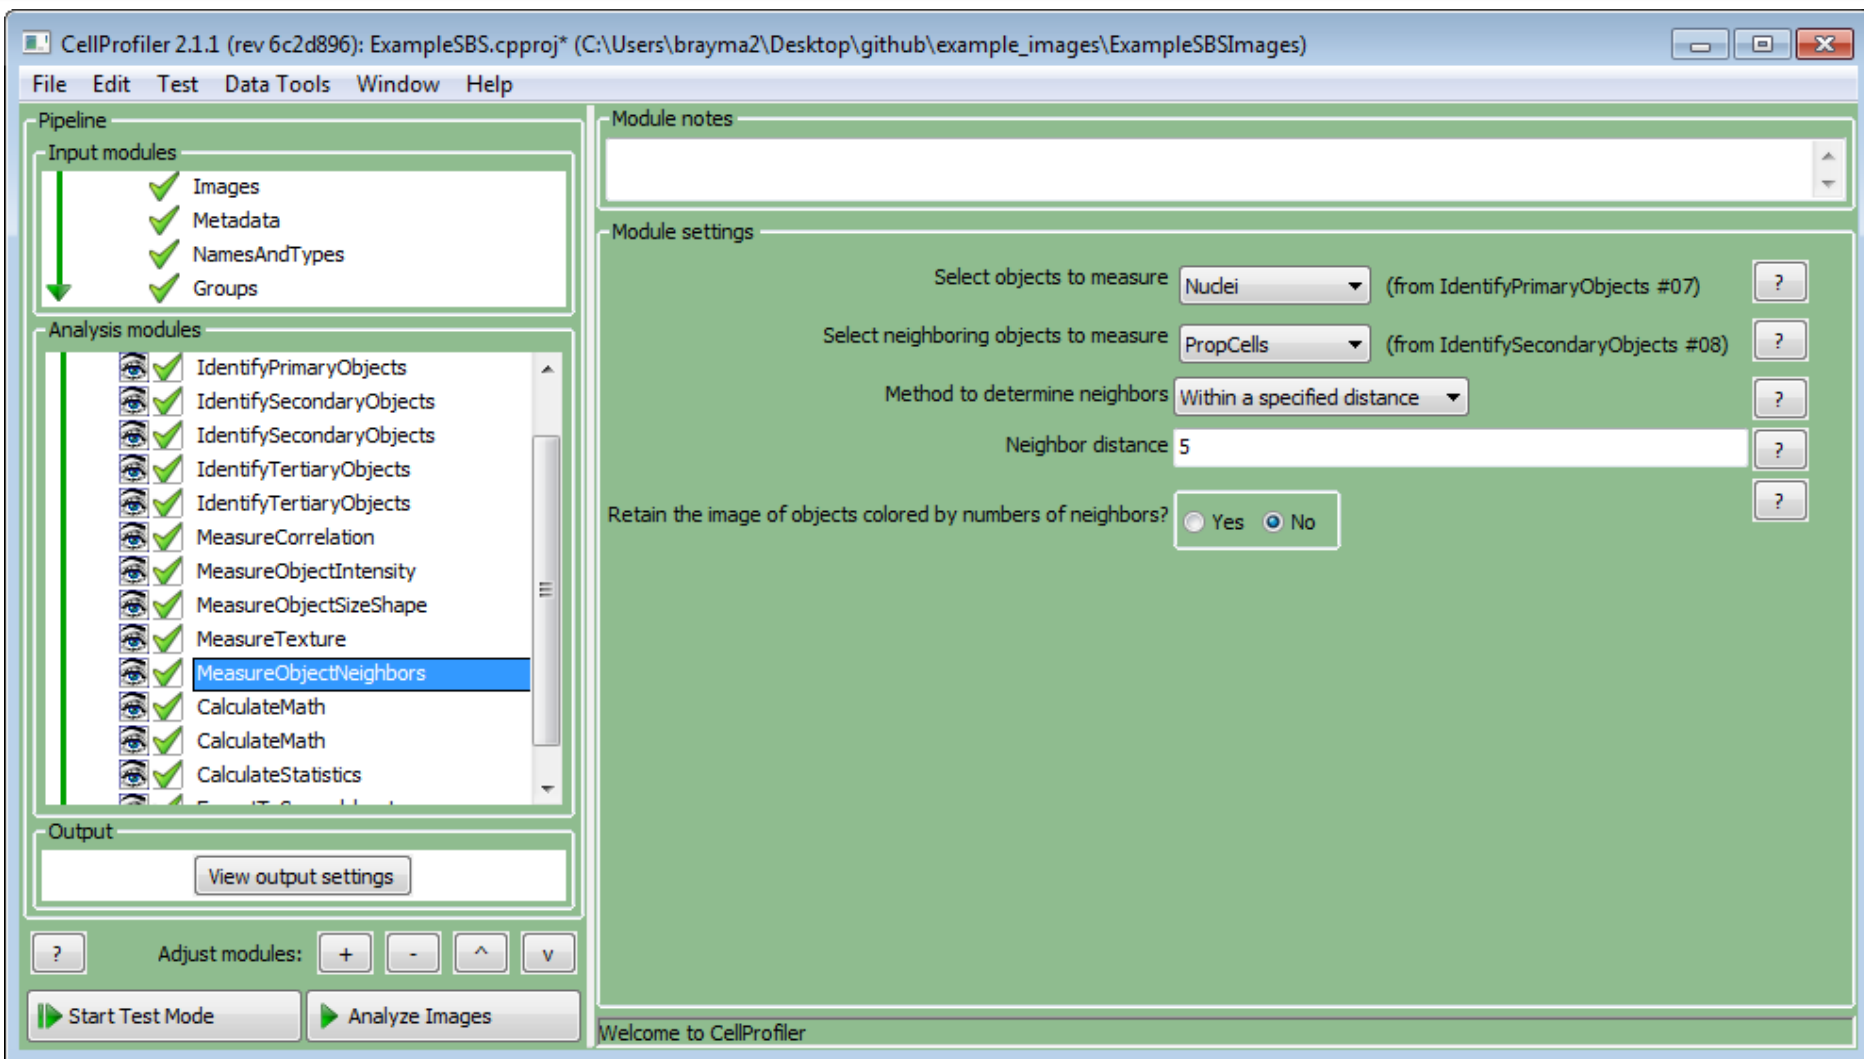 CellProfiler 2.1.1 (rev 6c2d896): ExampleSBS.cpproj* (C:\Users\brayma2\Desktop\github\example_images\ExampleSBSImages)
File Edit Test Data Tools Window Help
Pipeline
Input modules
Images
Metadata
NamesAndTypes
Groups
Analysis modules
IdentifyPrimaryObjects
IdentifySecondaryObjects
IdentifySecondaryObjects
IdentifyTertiaryObjects
IdentifyTertiaryObjects
MeasureCorrelation
MeasureObjectIntensity
MeasureObjectSizeShape
MeasureTexture
MeasureObjectNeighbors
CalculateMath
CalculateMath
CalculateStatistics
Output
View output settings
? Adjust modules: + - ^ v
Start Test Mode Analyze Images
Module notes
Module settings
Select objects to measure Nuclei (from IdentifyPrimaryObjects #07) ?
Select neighboring objects to measure PropCells (from IdentifySecondaryObjects #08) ?
Method to determine neighbors Within a specified distance ?
Neighbor distance 5 ?
Retain the image of objects colored by numbers of neighbors? Yes No ?
Welcome to CellProfiler